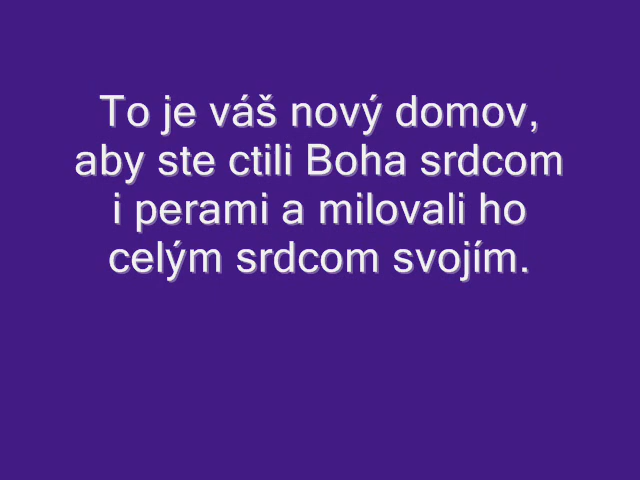 To je váš nový domov,
aby ste ctili Boha srdcom
i perami a milovali ho
celým srdcom svojím.